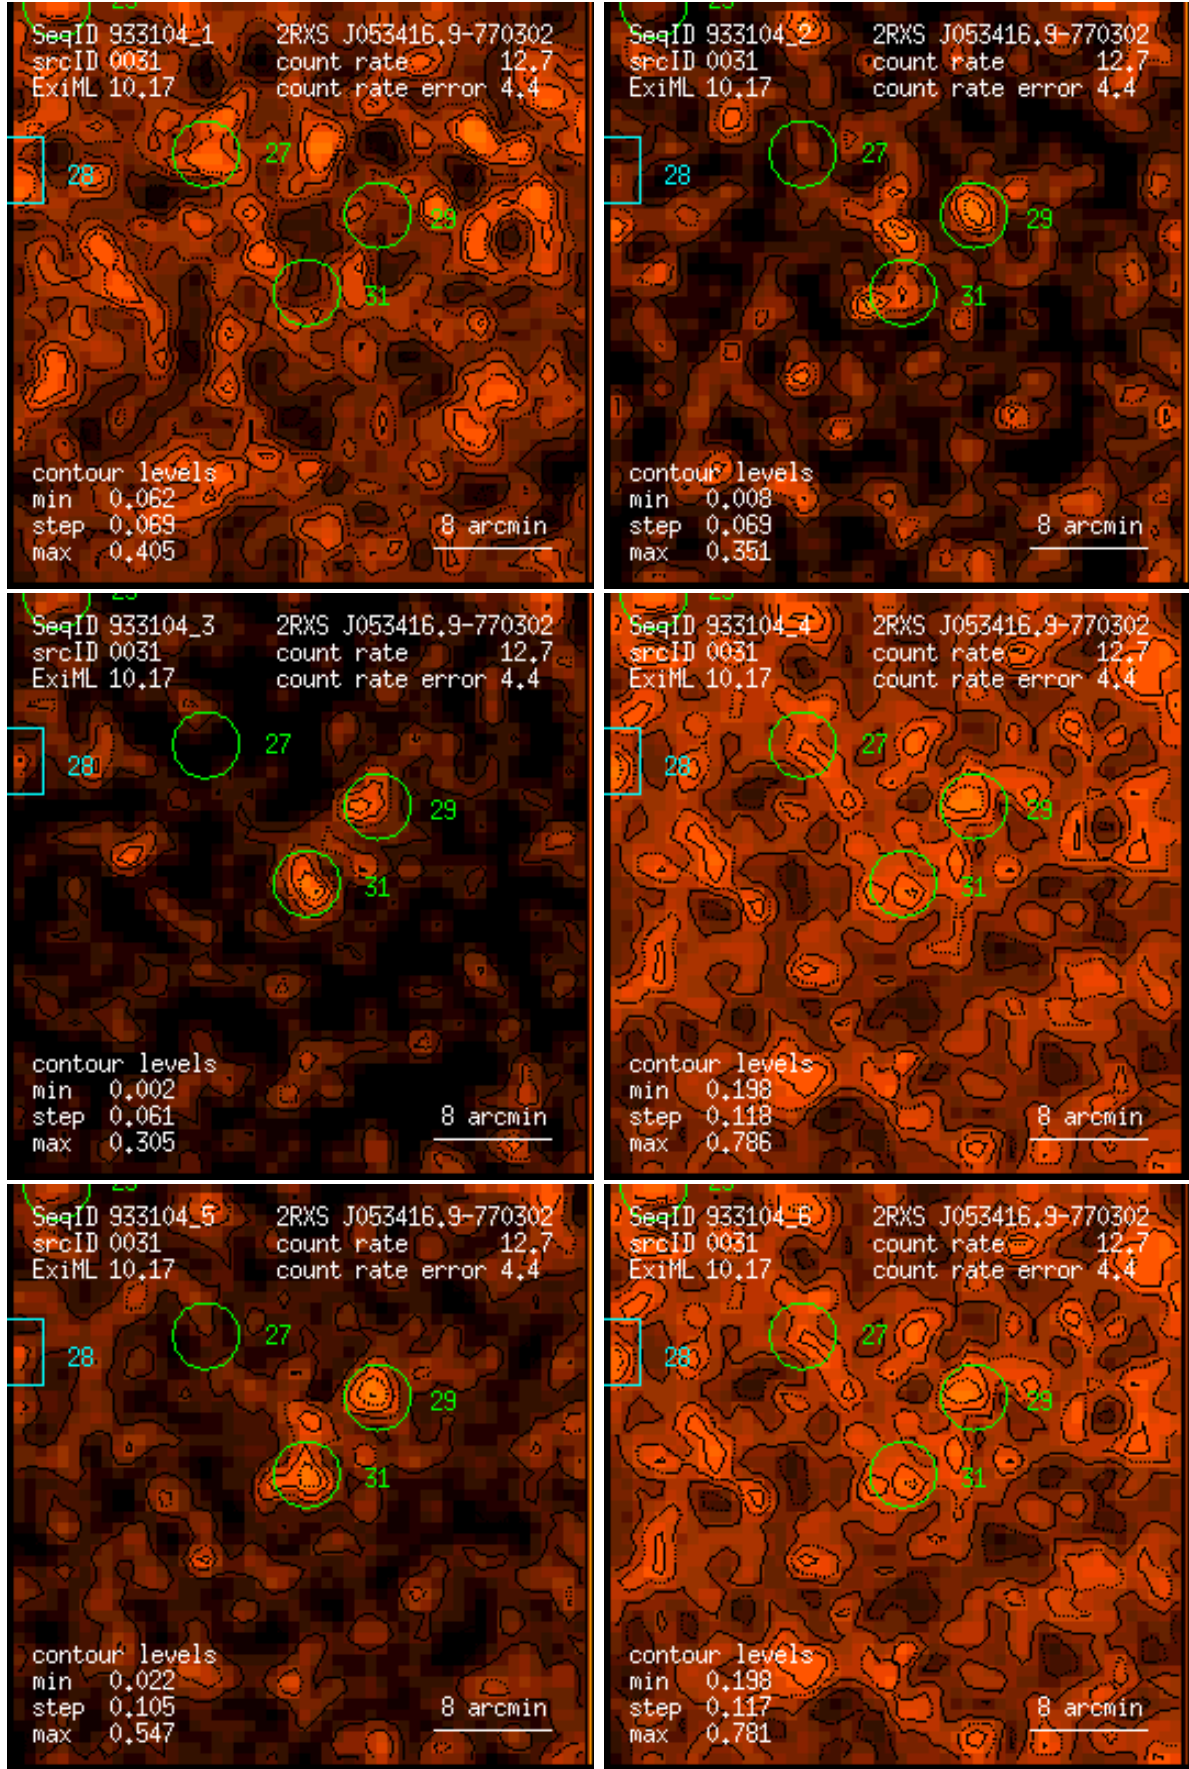 SeqID 933104_1 2RXS J053416.9-770302
srcID 0031 count rate 12.7
ExiML 10.17 count rate error 4.4
27
28
29
31
contour levels
min 0.062
step 0.069
max 0.405
8 arcmin
SeqID 933104_2 2RXS J053416.9-770302
srcID 0031 count rate 12.7
ExiML 10.17 count rate error 4.4
27
28
29
31
contour levels
min 0.008
step 0.069
max 0.351
8 arcmin
SeqID 933104_3 2RXS J053416.9-770302
srcID 0031 count rate 12.7
ExiML 10.17 count rate error 4.4
27
28
29
31
contour levels
min 0.002
step 0.061
max 0.305
8 arcmin
SeqID 933104_4 2RXS J053416.9-770302
srcID 0031 count rate 12.7
ExiML 10.17 count rate error 4.4
27
28
29
31
contour levels
min 0.198
step 0.118
max 0.786
8 arcmin
SeqID 933104_5 2RXS J053416.9-770302
srcID 0031 count rate 12.7
ExiML 10.17 count rate error 4.4
27
28
29
31
contour levels
min 0.022
step 0.105
max 0.547
8 arcmin
SeqID 933104_6 2RXS J053416.9-770302
srcID 0031 count rate 12.7
ExiML 10.17 count rate error 4.4
27
28
29
31
contour levels
min 0.198
step 0.117
max 0.781
8 arcmin